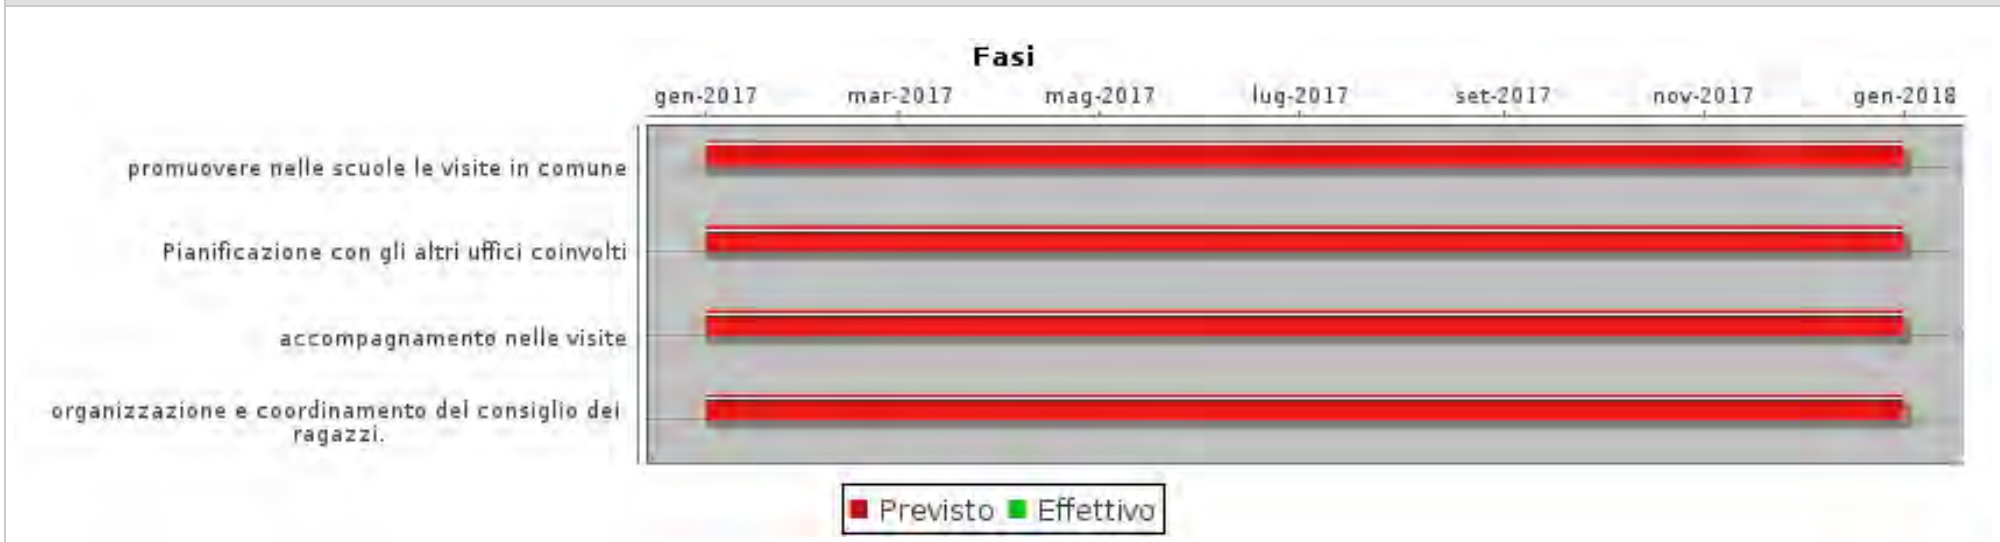 Fasi
gen-2017 mar-2017 mag-2017 lug-2017 set-2017 nov-2017 gen-2018
promuovere nelle scuole le visite in comune
Pianificazione con gli altri uffici coinvolti
accompagnamento nelle visite
organizzazione e coordinamento del consiglio dei
ragazzi.
Previsto Effettivo